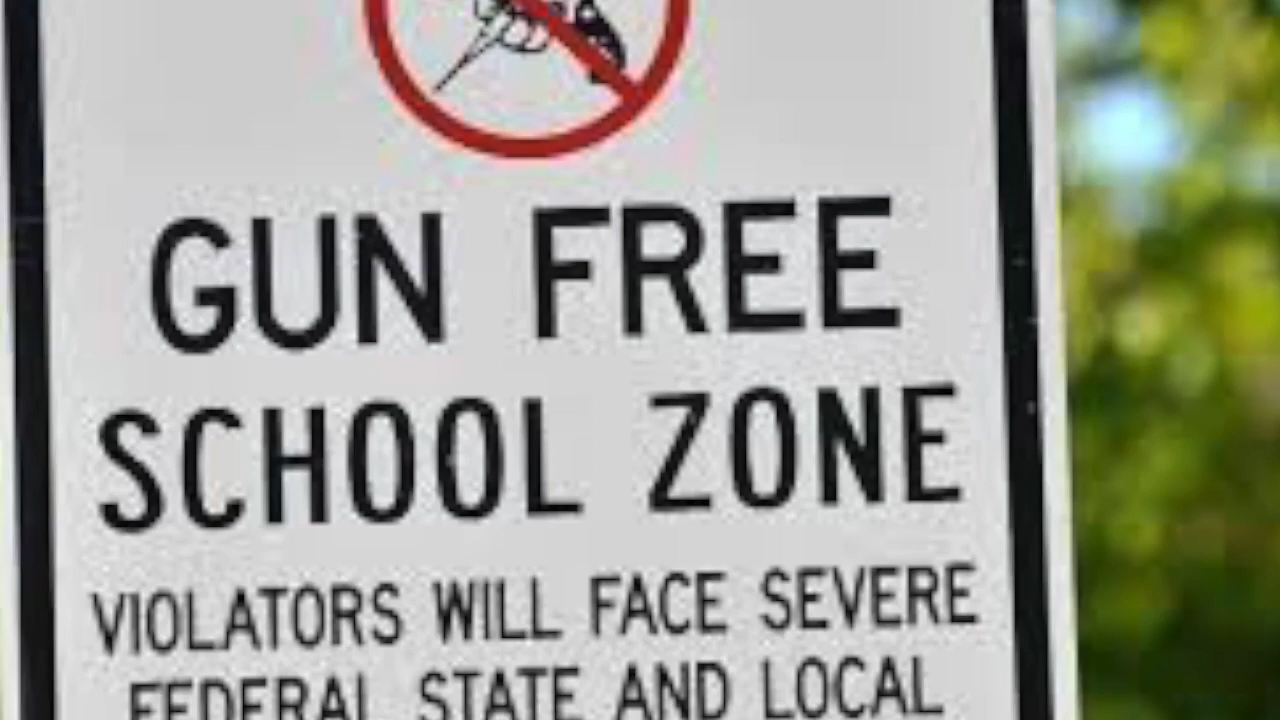 GUN FREE
SCHOOL ZONE
VIOLATORS WILL FACE SEVERE
FEDERAL STATE AND LOCAL